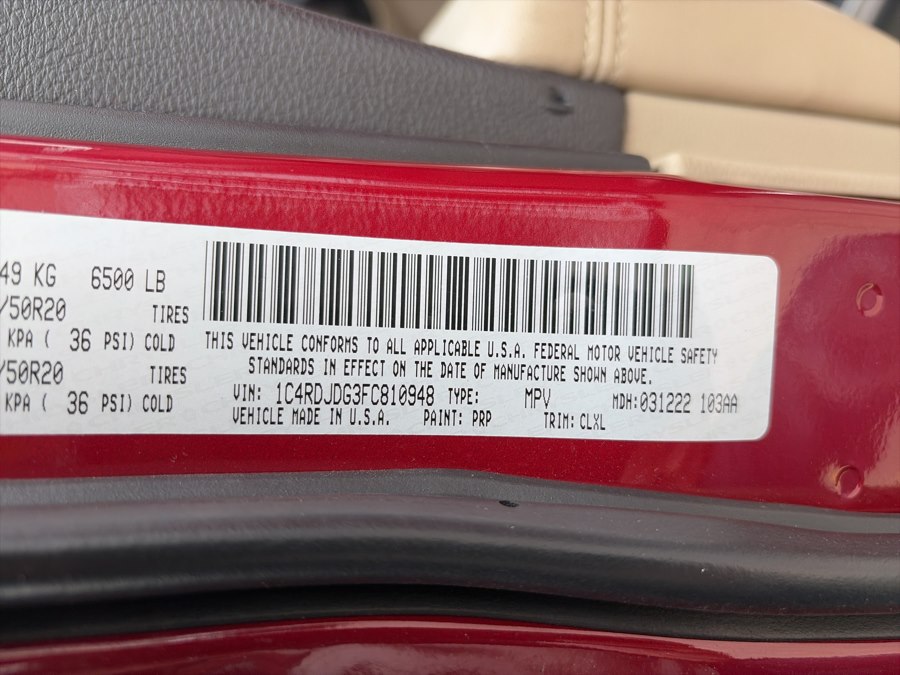 49 KG 6500 LB
/50R20 TIRES
KPA ( 36 PSI) COLD
/50R20 TIRES
KPA ( 36 PSI) COLD
THIS VEHICLE CONFORMS TO ALL APPLICABLE U.S.A. FEDERAL MOTOR VEHICLE SAFETY
STANDARDS IN EFFECT ON THE DATE OF MANUFACTURE SHOWN ABOVE.
VIN: 1C4RDJDG3FC810948 TYPE: MPV MDH:031222 103AA
VEHICLE MADE IN U.S.A. PAINT: PRP TRIM: CLXL